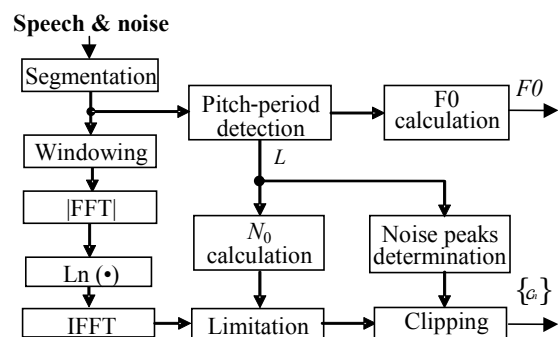 Speech & noise
Segmentation
Pitch-period
detection
F0
calculation
F0
Windowing
L
|FFT|
N₀
calculation
Noise peaks
determination
Ln (•)
IFFT
Limitation
Clipping
{cₙ}